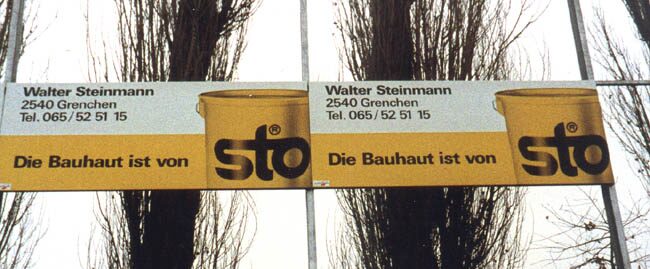 Walter Steinmann
2540 Grenchen
Tel. 065/52 51 15
Die Bauhaut ist von
sto®
Walter Steinmann
2540 Grenchen
Tel. 065/52 51 15
Die Bauhaut ist von
sto®